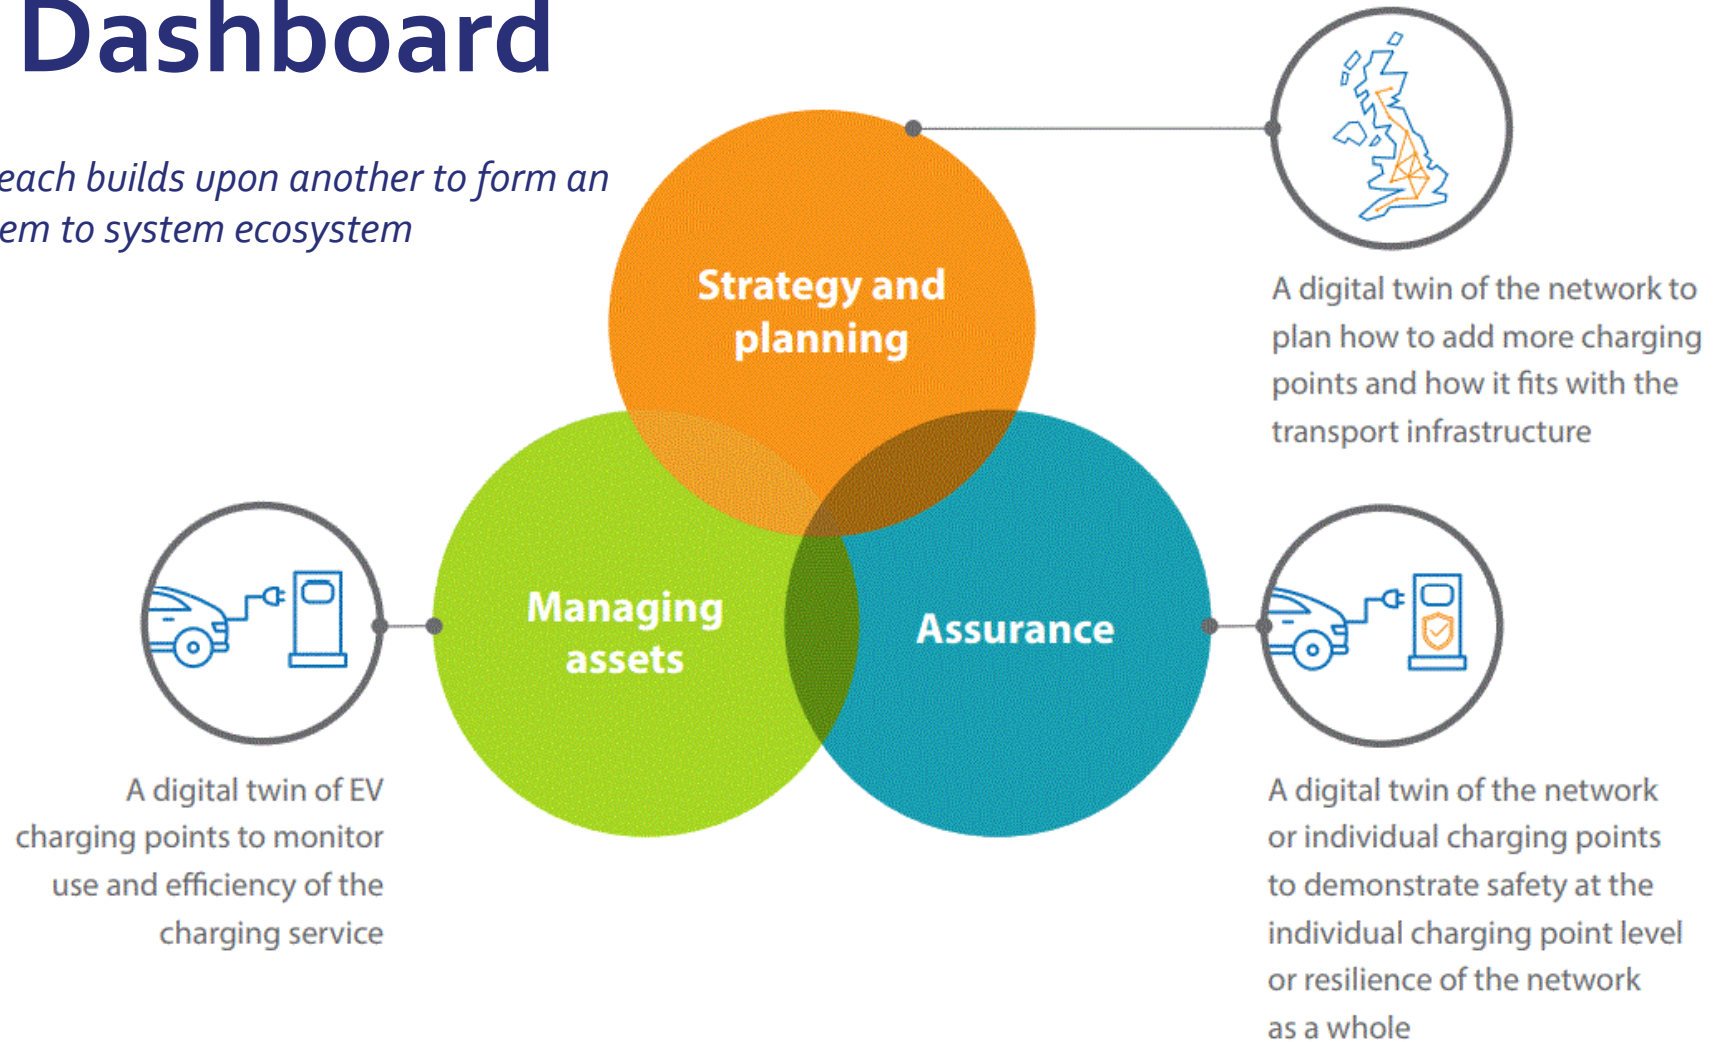 Dashboard
each builds upon another to form an
em to system ecosystem
Strategy and
planning
A digital twin of the network to
plan how to add more charging
points and how it fits with the
transport infrastructure
Managing
assets
Assurance
A digital twin of EV
charging points to monitor
use and efficiency of the
charging service
A digital twin of the network
or individual charging points
to demonstrate safety at the
individual charging point level
or resilience of the network
as a whole